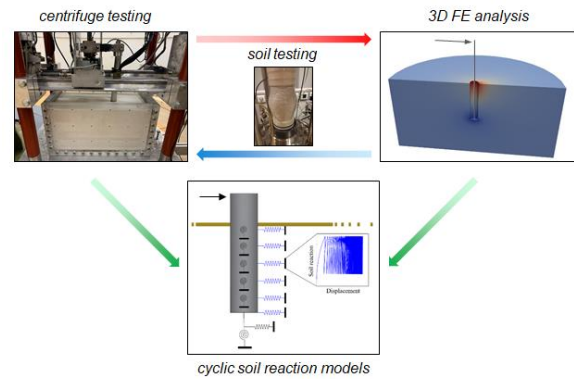 centrifuge testing
3D FE analysis
soil testing
Soil reaction
Displacement
cyclic soil reaction models